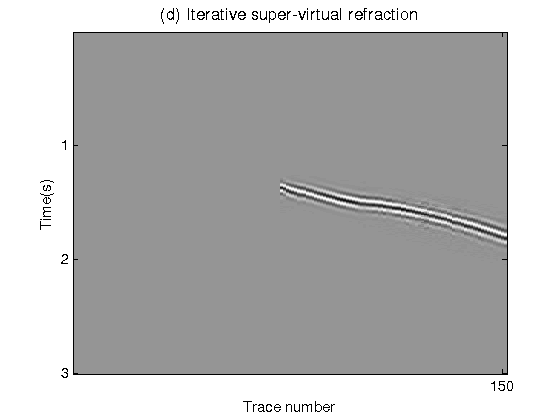 (d) Iterative super-virtual refraction
1
Time(s)
2
3
150
Trace number